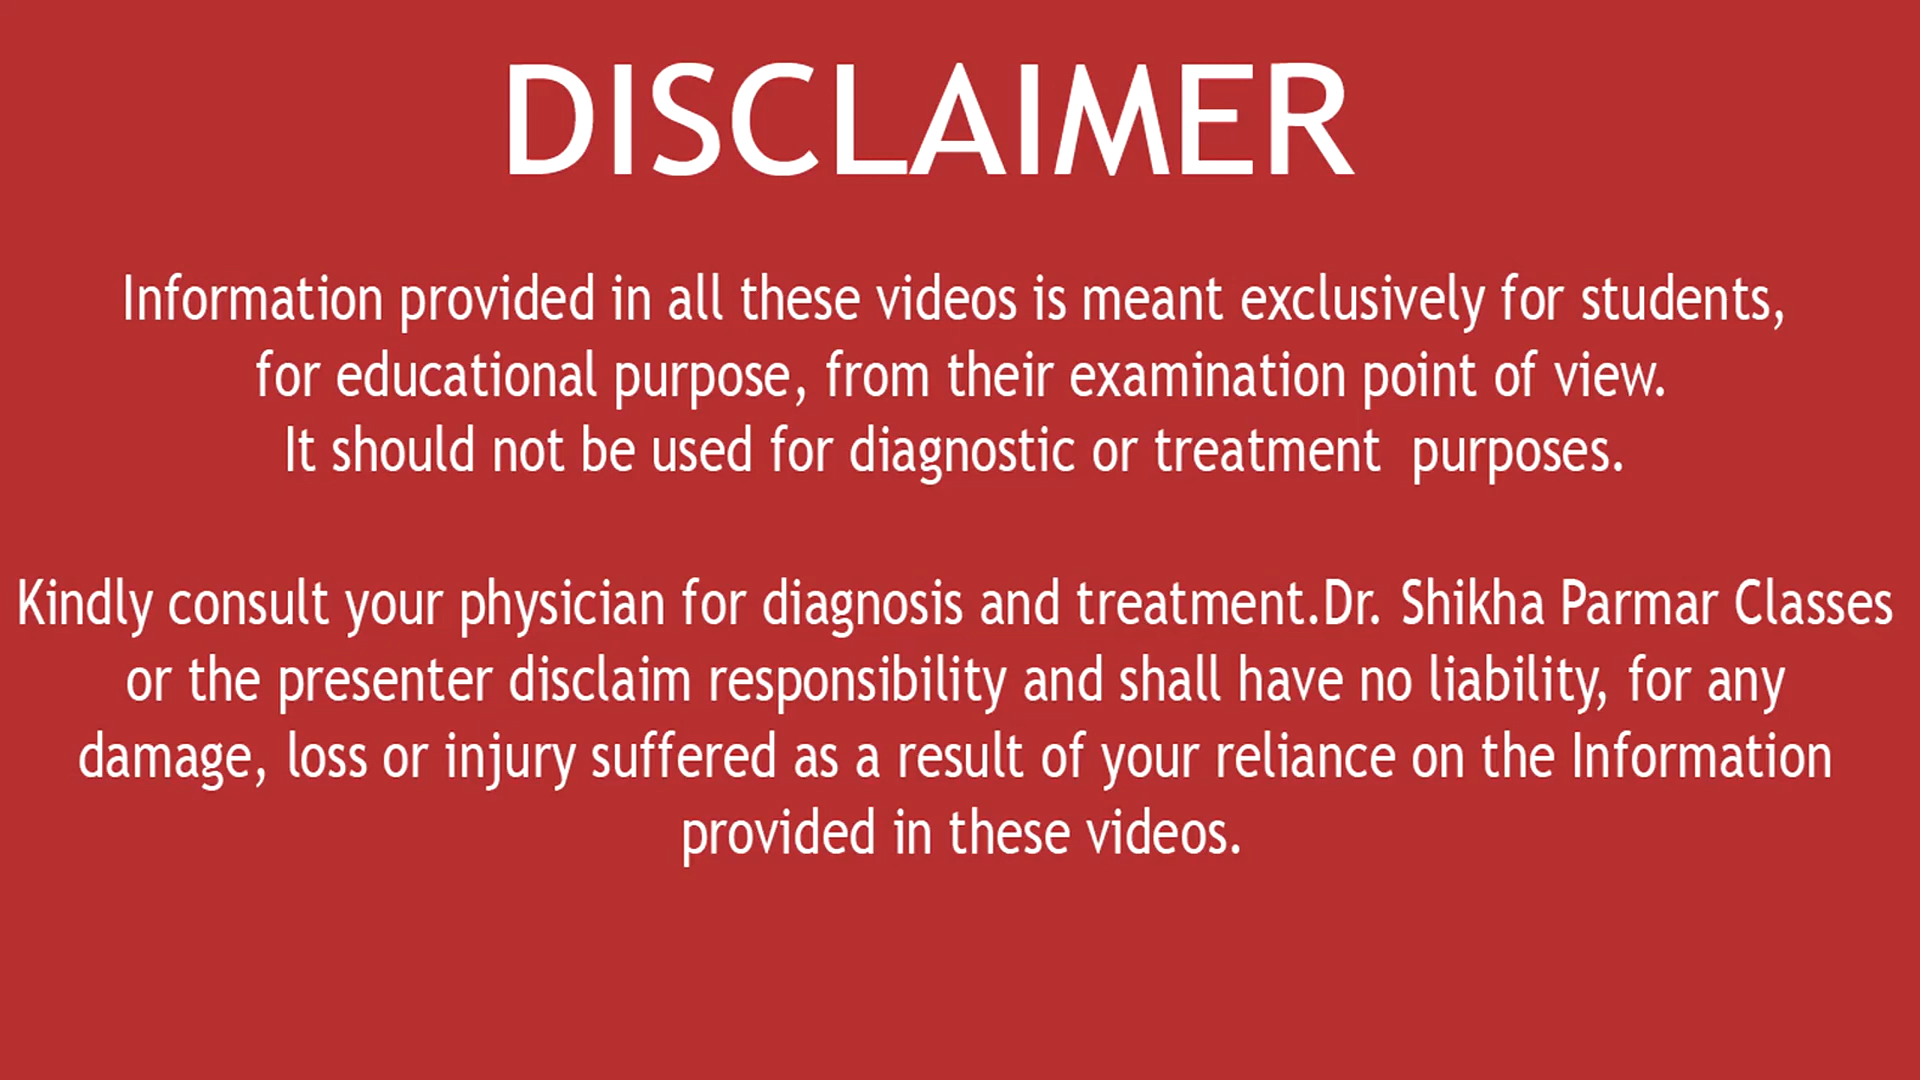 DISCLAIMER
Information provided in all these videos is meant exclusively for students,
for educational purpose, from their examination point of view.
It should not be used for diagnostic or treatment  purposes.
Kindly consult your physician for diagnosis and treatment.Dr. Shikha Parmar Classes
or the presenter disclaim responsibility and shall have no liability, for any
damage, loss or injury suffered as a result of your reliance on the Information
provided in these videos.